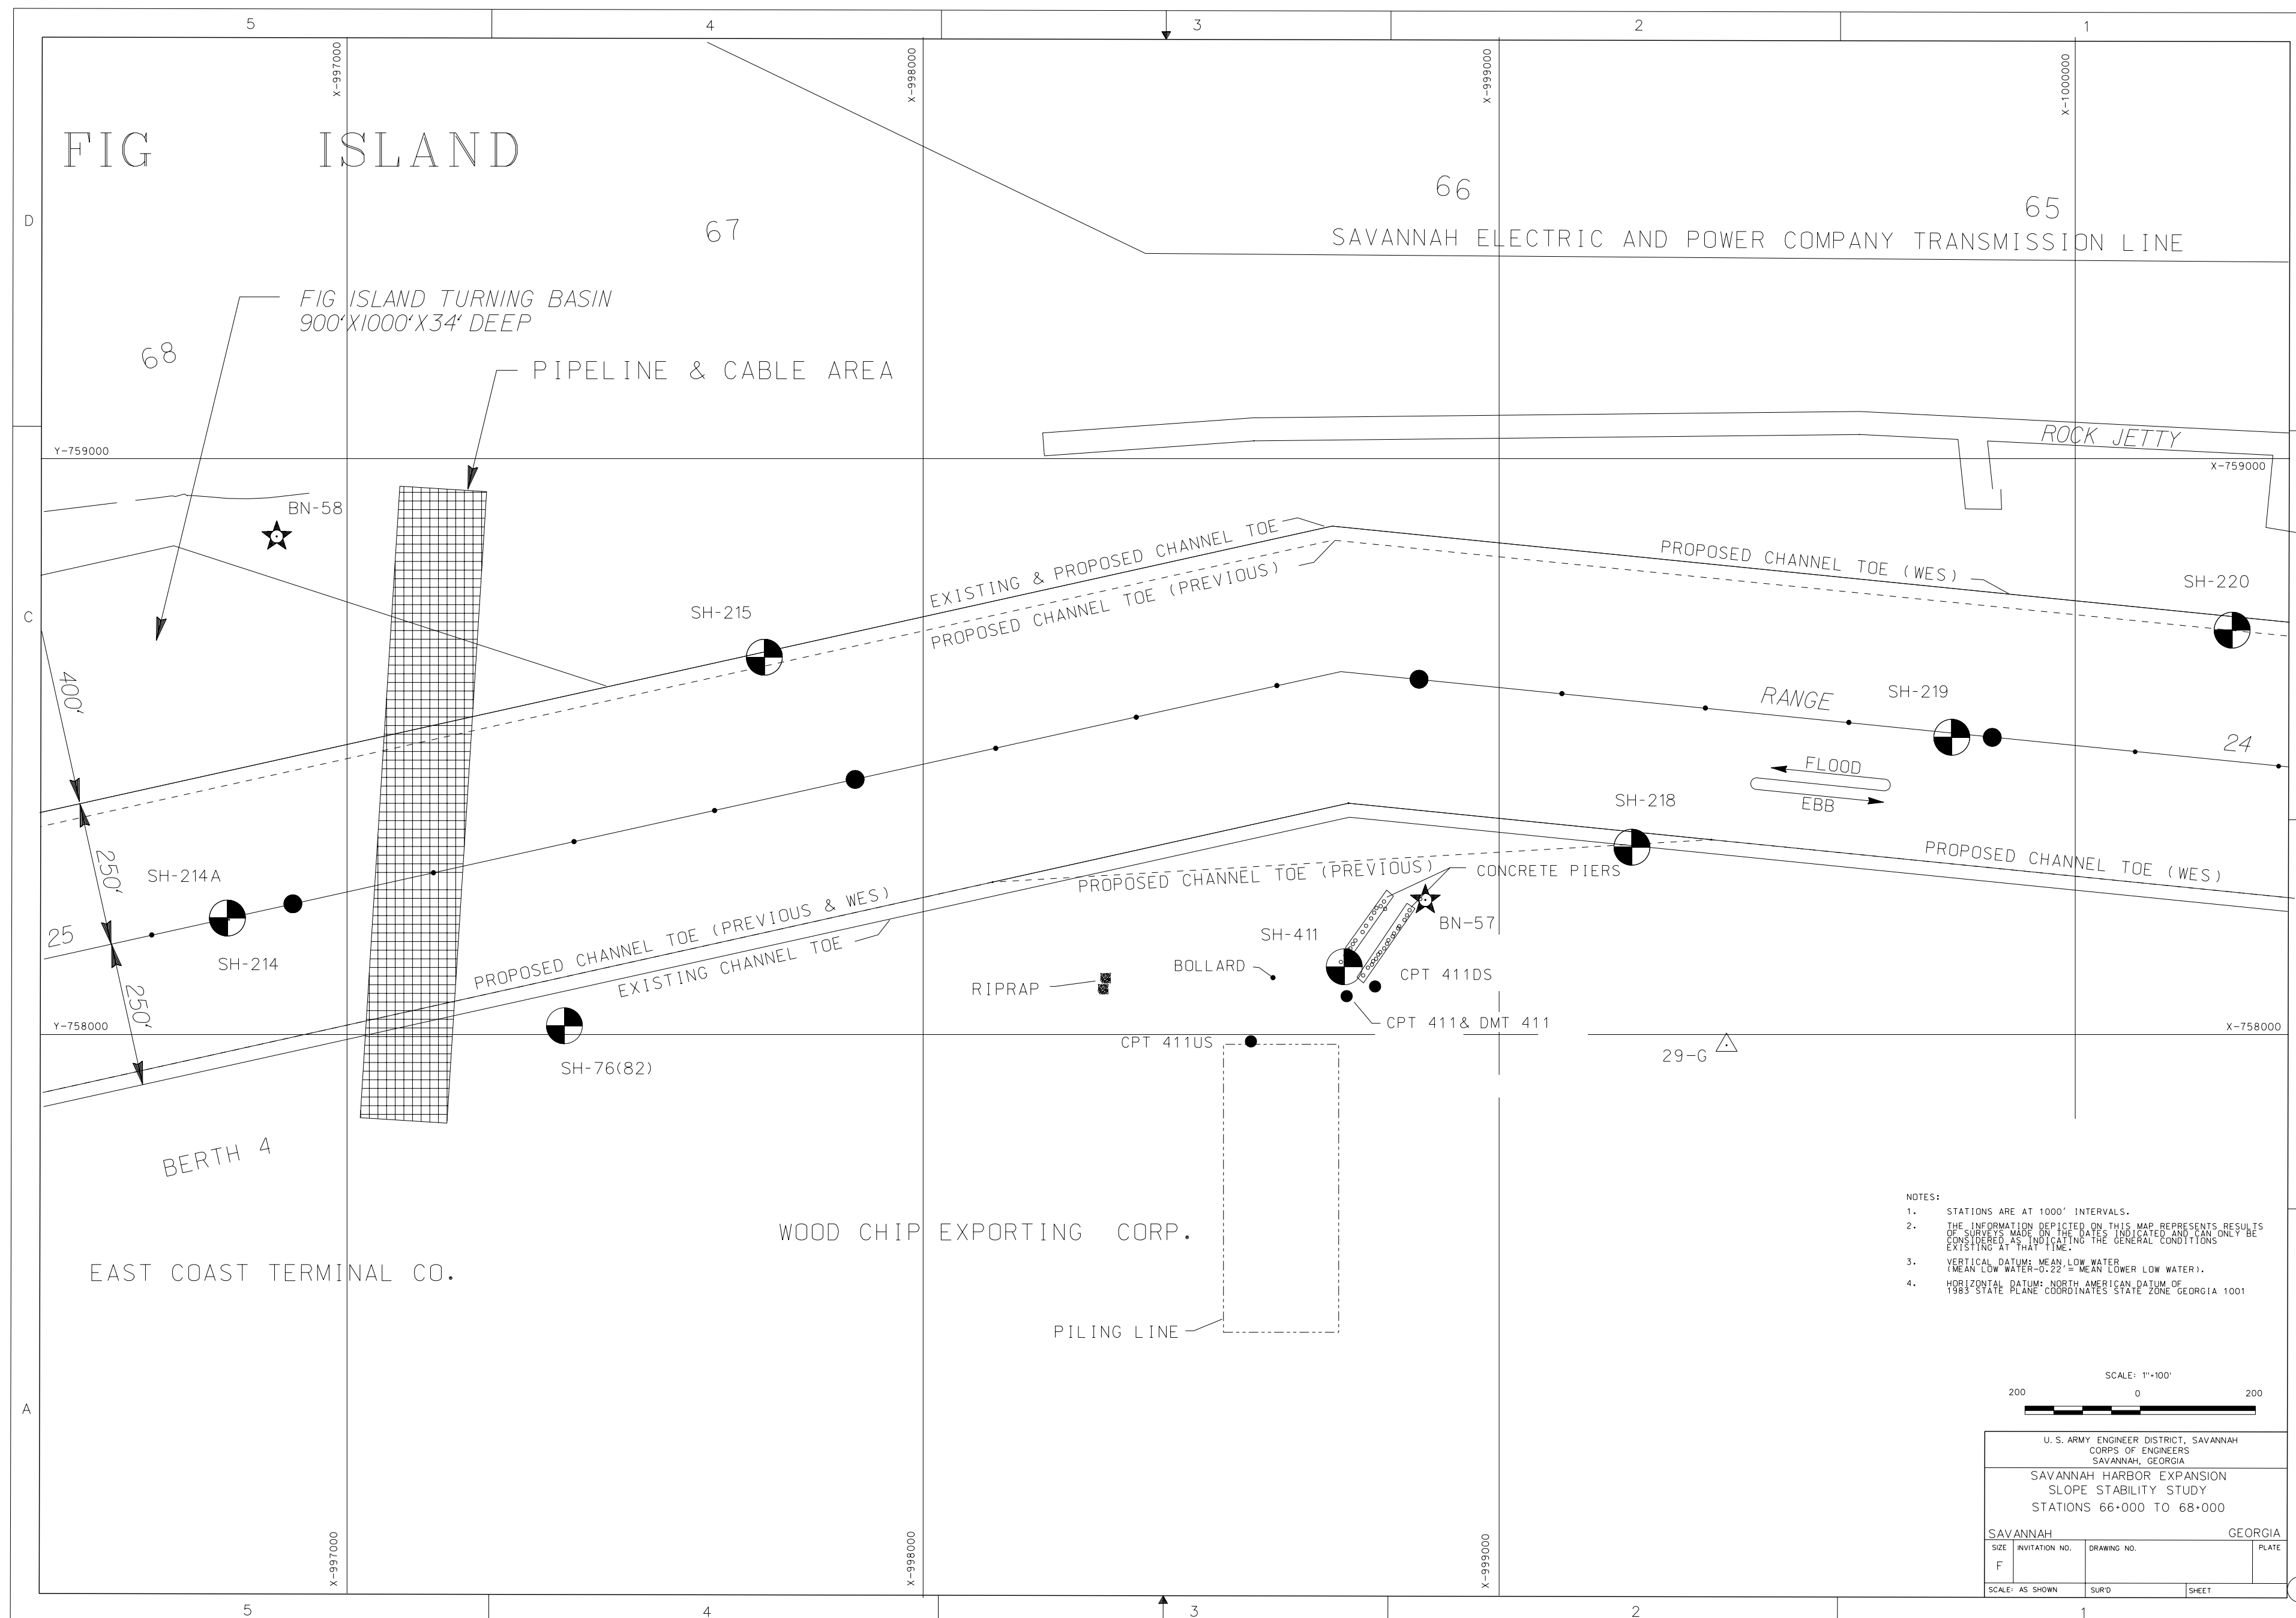 5
4
3
2
1
X-997000
X-998000
X-999000
X-1000000
FIG ISLAND
66
65
67
D
SAVANNAH ELECTRIC AND POWER COMPANY TRANSMISSION LINE
FIG ISLAND TURNING BASIN
900'X1000'X34' DEEP
68
PIPELINE & CABLE AREA
ROCK JETTY
Y-759000
X-759000
BN-58
EXISTING & PROPOSED CHANNEL TOE
PROPOSED CHANNEL TOE (PREVIOUS)
PROPOSED CHANNEL TOE (WES)
SH-220
C
SH-215
400'
RANGE
SH-219
24
FLOOD
EBB
SH-218
250'
SH-214A
PROPOSED CHANNEL TOE (WES)
PROPOSED CHANNEL TOE (PREVIOUS)
CONCRETE PIERS
PROPOSED CHANNEL TOE (PREVIOUS & WES)
BN-57
25
SH-214
EXISTING CHANNEL TOE
SH-411
BOLLARD
CPT 411DS
RIPRAP
250'
CPT 411& DMT 411
Y-758000
X-758000
CPT 411US
29-G
SH-76(82)
BERTH 4
WOOD CHIP EXPORTING CORP.
EAST COAST TERMINAL CO.
PILING LINE
NOTES:
1. STATIONS ARE AT 1000' INTERVALS.
2. THE INFORMATION DEPICTED ON THIS MAP REPRESENTS RESULTS
OF SURVEYS MADE ON THE DATES INDICATED AND CAN ONLY BE
CONSIDERED AS INDICATING THE GENERAL CONDITIONS
EXISTING AT THAT TIME.
3. VERTICAL DATUM: MEAN LOW WATER
(MEAN LOW WATER-0.22'= MEAN LOWER LOW WATER).
4. HORIZONTAL DATUM: NORTH AMERICAN DATUM OF
1983 STATE PLANE COORDINATES STATE ZONE GEORGIA 1001
A
SCALE: 1"=100'
200 0 200
U. S. ARMY ENGINEER DISTRICT, SAVANNAH
CORPS OF ENGINEERS
SAVANNAH, GEORGIA
SAVANNAH HARBOR EXPANSION
SLOPE STABILITY STUDY
STATIONS 66+000 TO 68+000
SAVANNAH GEORGIA
SIZE INVITATION NO. DRAWING NO. PLATE
F
SCALE: AS SHOWN SUR'D SHEET
X-997000
X-998000
X-999000
5
4
3
2
1